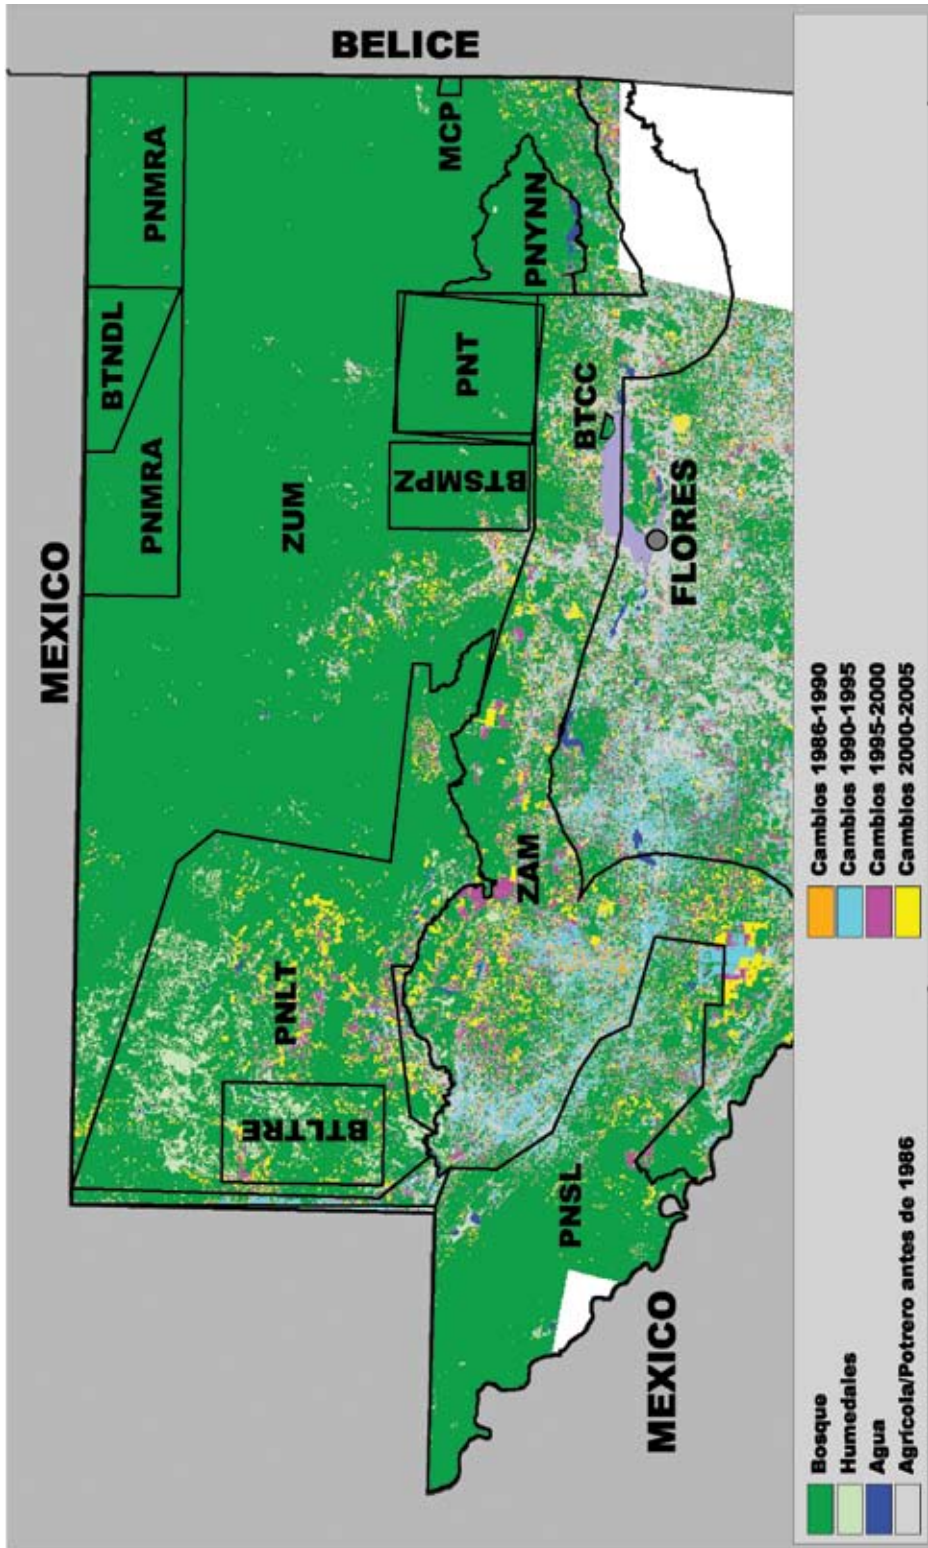 MEXICO
BELICE
BTNDL
PNMRA
PNMRA
ZUM
MCP
PNYNN
PNT
BTSMPZ
BTCC
FLORES
PNLT
BTLTRE
ZAM
PNSL
MEXICO
Bosque
Humedales
Agua
Agrícola/Potrero antes de 1986
Cambios 1986-1990
Cambios 1990-1995
Cambios 1995-2000
Cambios 2000-2005